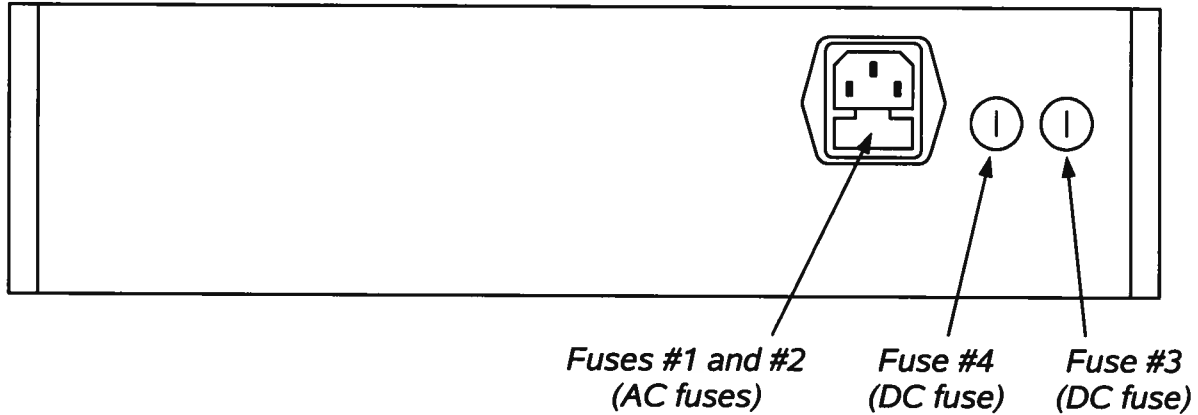 Fuses #1 and #2
(AC fuses)
Fuse #4
(DC fuse)
Fuse #3
(DC fuse)